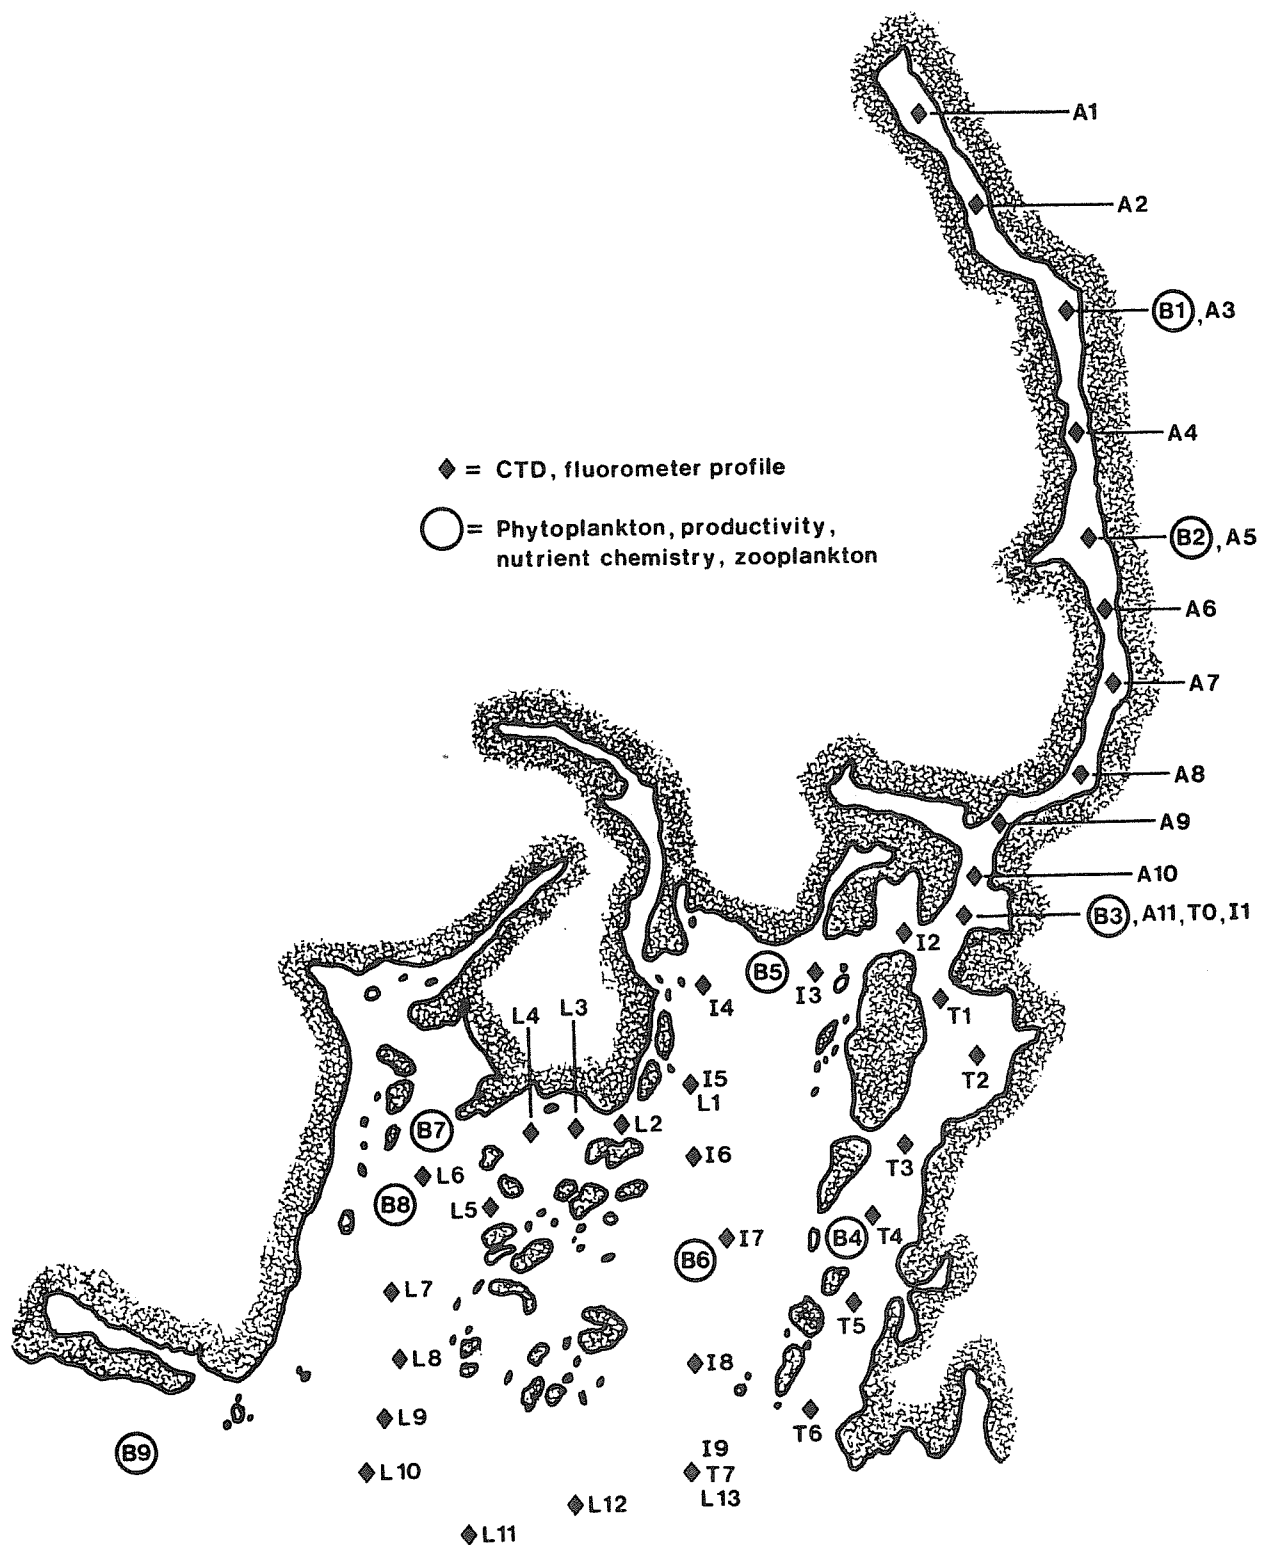 A1
A2
B1, A3
A4
◆ = CTD, fluorometer profile
○ = Phytoplankton, productivity,
nutrient chemistry, zooplankton
B2, A5
A6
A7
A8
A9
A10
B3, A11, T0, I1
I2
B5
I3
I4
T1
L4
L3
T2
I5
L1
B7
L2
I6
T3
L6
B8
L5
B4
T4
I7
B6
L7
T5
L8
I8
T6
L9
B9
I9
L10
T7
L13
L12
L11